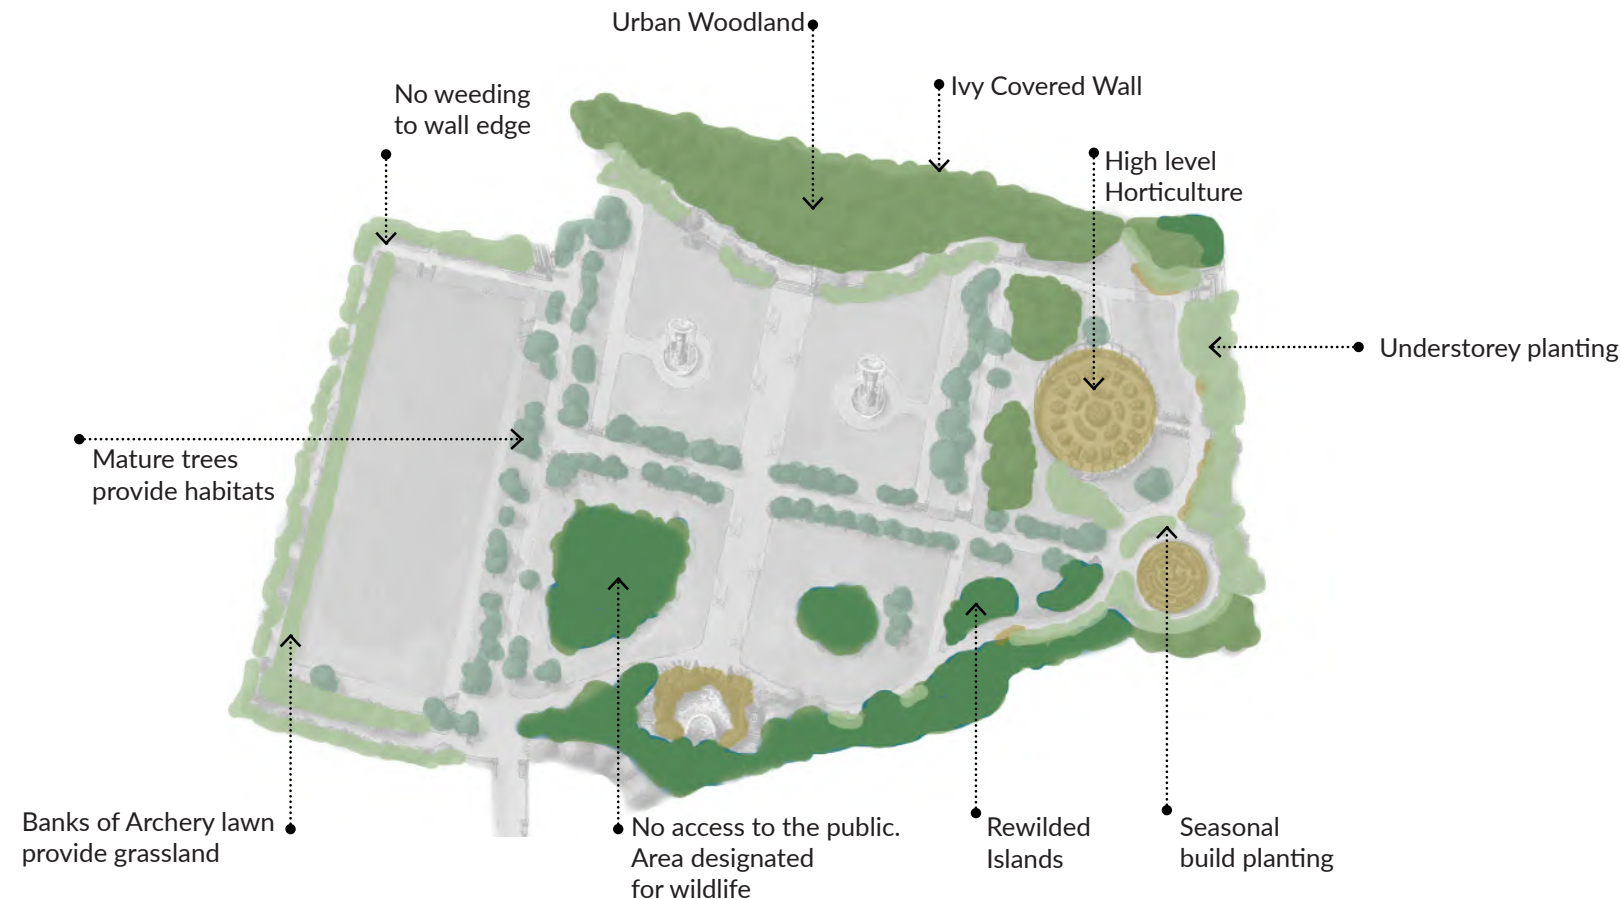 Urban Woodland
Ivy Covered Wall
No weeding
to wall edge
High level
Horticulture
Understorey planting
Mature trees
provide habitats
Banks of Archery lawn
provide grassland
No access to the public.
Area designated
for wildlife
Rewilded
Islands
Seasonal
build planting